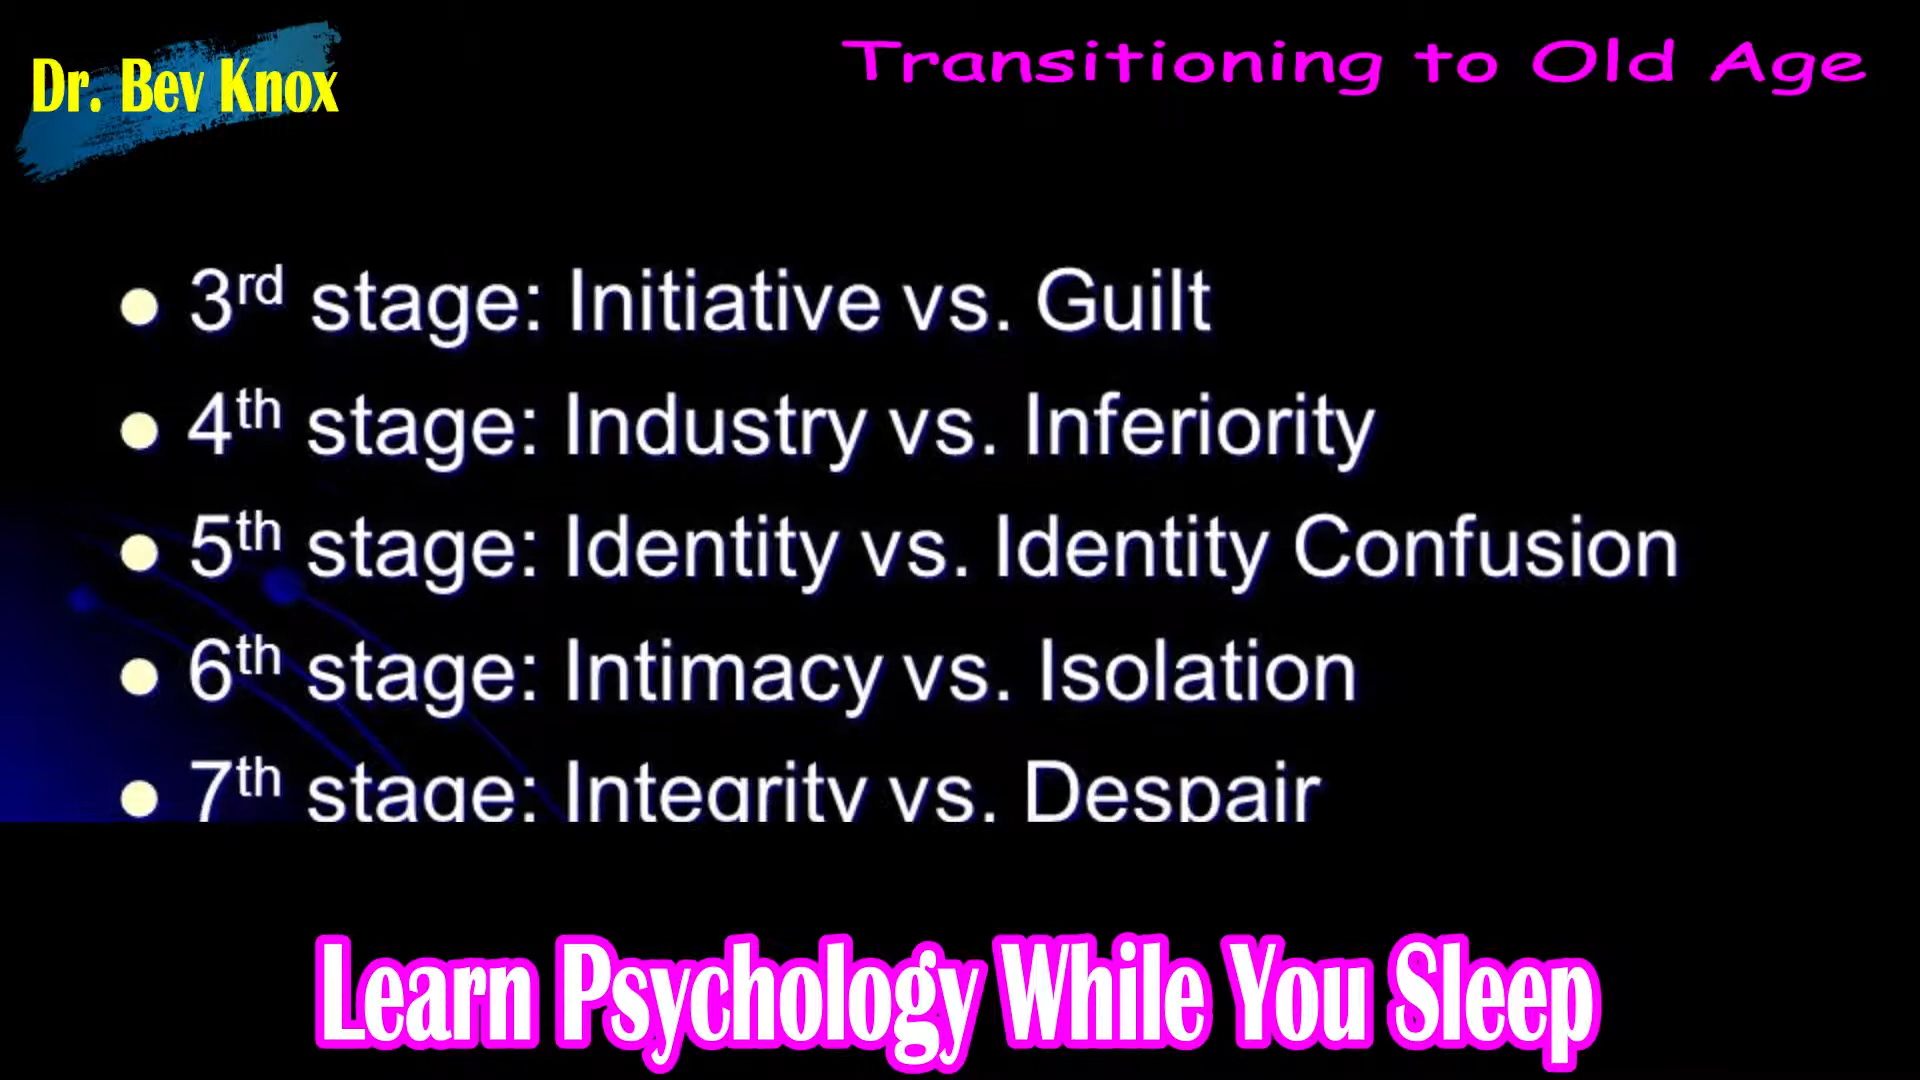 Dr. Bev Knox
Transitioning to Old Age
• 3rd stage: Initiative vs. Guilt
• 4th stage: Industry vs. Inferiority
• 5th stage: Identity vs. Identity Confusion
• 6th stage: Intimacy vs. Isolation
• 7th stage: Integrity vs. Despair
Learn Psychology While You Sleep